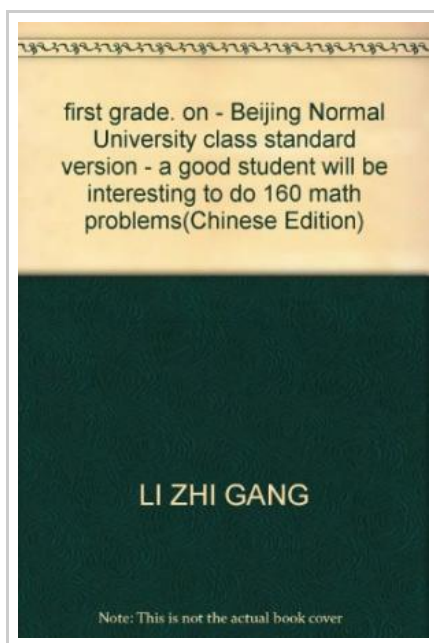 first grade. on - Beijing Normal
University class standard
version - a good student will be
interesting to do 160 math
problems(Chinese Edition)
LI ZHI GANG
Note: This is not the actual book cover